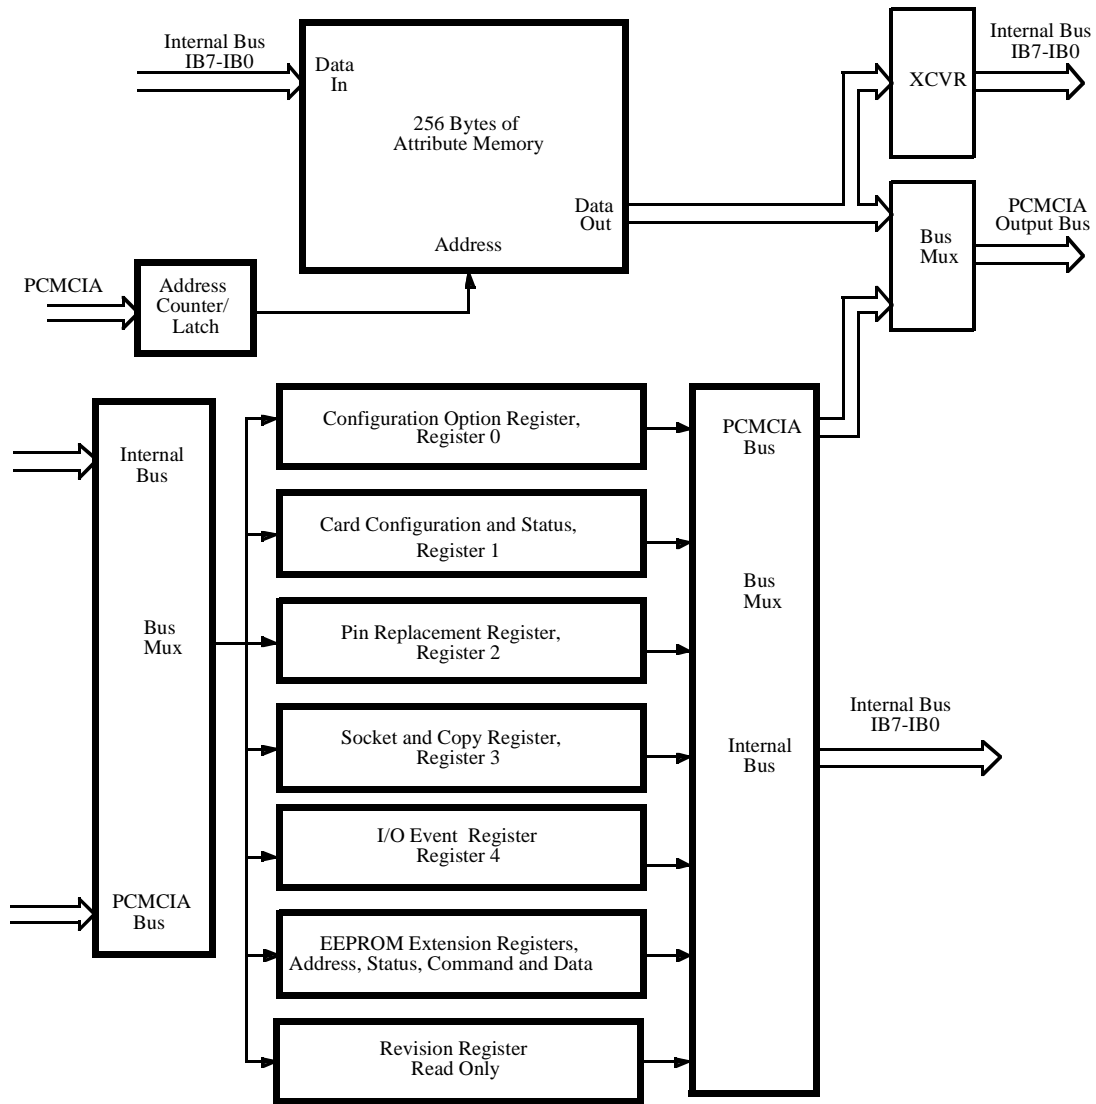 Internal Bus
IB7-IB0
Data
In
256 Bytes of
Attribute Memory
Data
Out
Address
XCVR
Internal Bus
IB7-IB0
Bus
Mux
PCMCIA
Output Bus
PCMCIA
Address
Counter/
Latch
Internal
Bus
Bus
Mux
PCMCIA
Bus
Configuration Option Register,
Register 0
Card Configuration and Status,
Register 1
Pin Replacement Register,
Register 2
Socket and Copy Register,
Register 3
I/O Event Register
Register 4
EEPROM Extension Registers,
Address, Status, Command and Data
Revision Register
Read Only
PCMCIA
Bus
Bus
Mux
Internal
Bus
Internal Bus
IB7-IB0